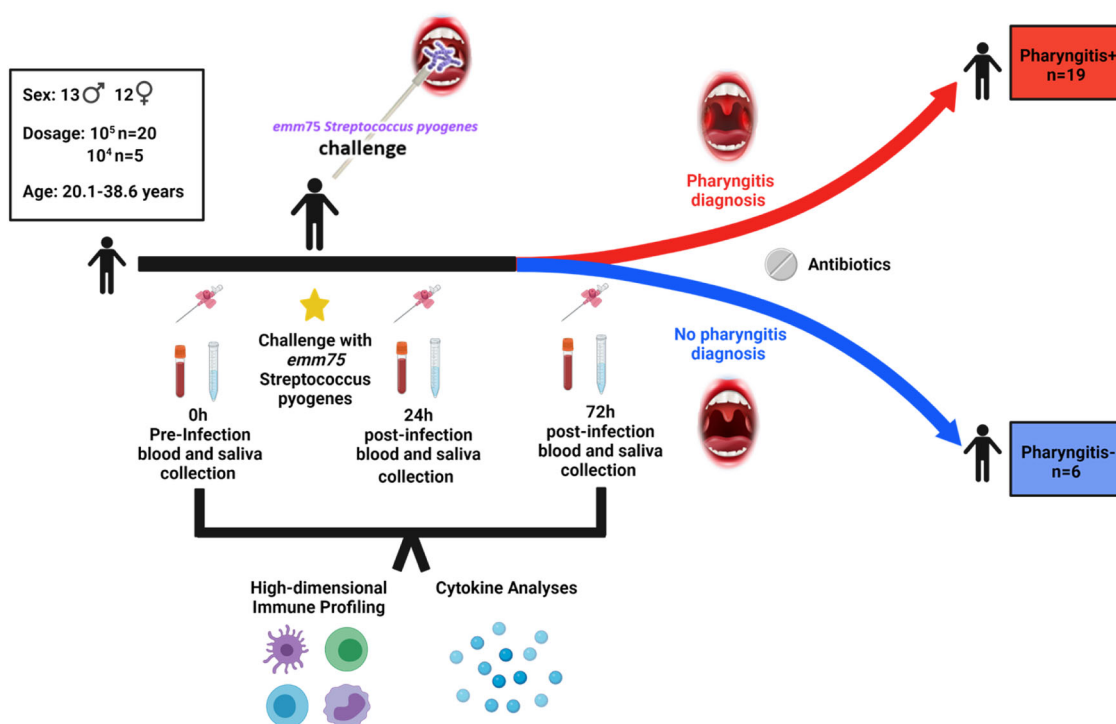 Sex: 13♂ 12♀
Dosage: 10⁵ n=20
10⁴ n=5
Age: 20.1-38.6 years
emm75 Streptococcus pyogenes
challenge
Pharyngitis
diagnosis
Pharyngitis+
n=19
Antibiotics
No pharyngitis
diagnosis
Pharyngitis-
n=6
0h
Pre-Infection
blood and saliva
collection
Challenge with
emm75
Streptococcus
pyogenes
24h
post-infection
blood and saliva
collection
72h
post-infection
blood and saliva
collection
High-dimensional
Immune Profiling
Cytokine Analyses